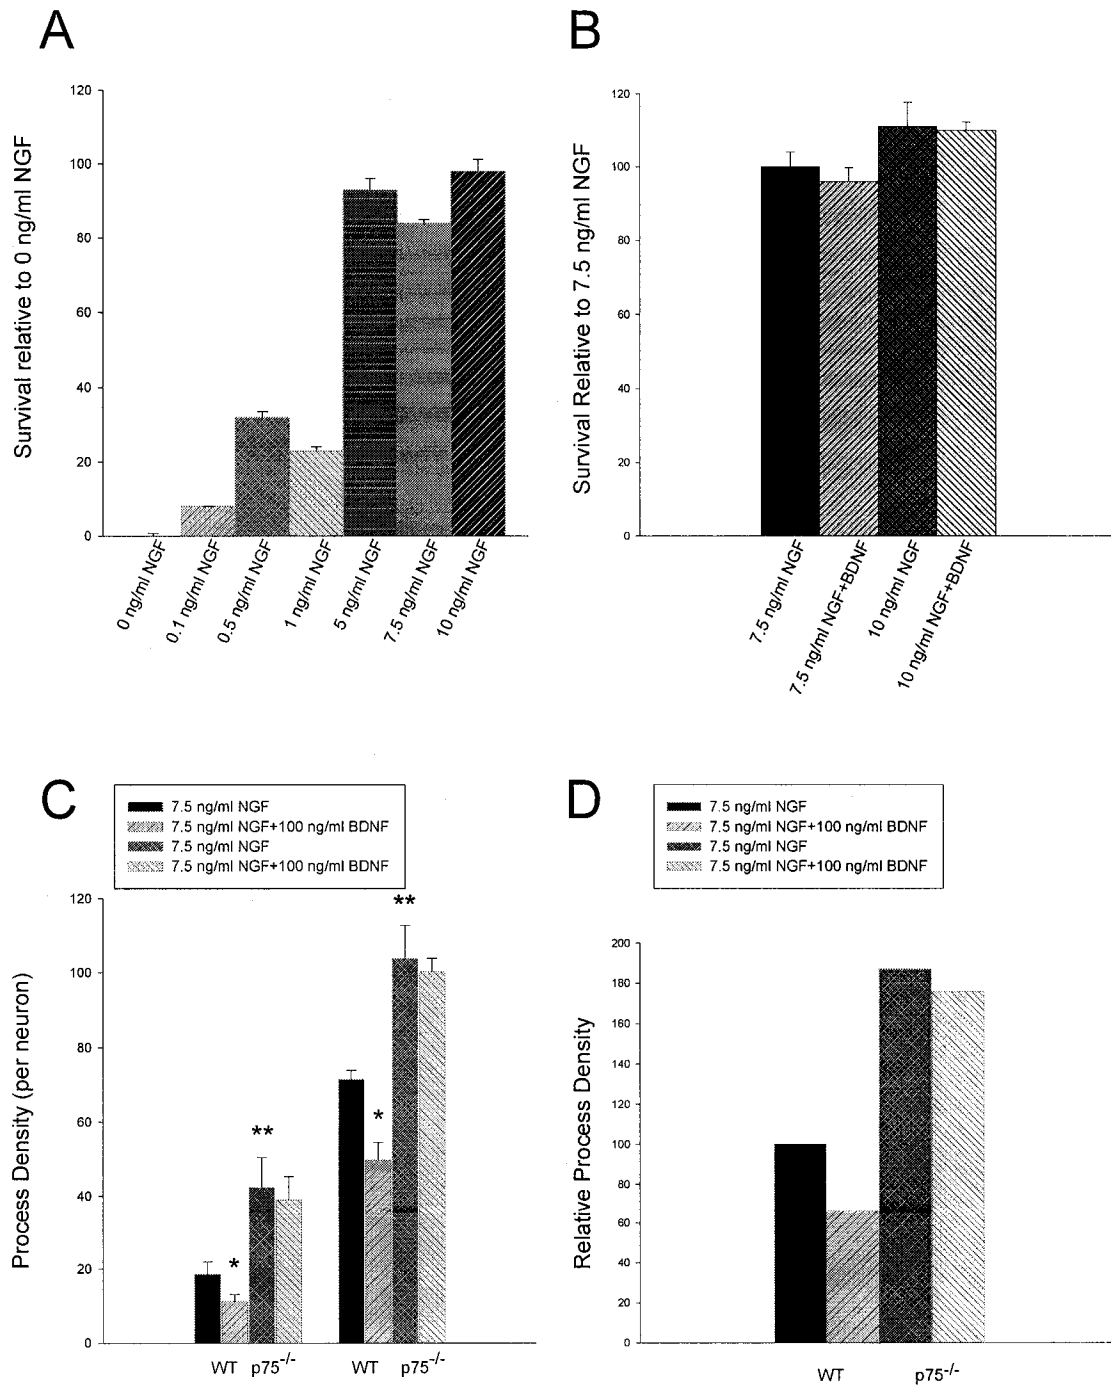 A
Survival relative to 0 ng/ml NGF
120
100
80
60
40
20
0
0 ng/ml NGF
0.1 ng/ml NGF
0.5 ng/ml NGF
1 ng/ml NGF
5 ng/ml NGF
7.5 ng/ml NGF
10 ng/ml NGF
B
Survival Relative to 7.5 ng/ml NGF
120
100
80
60
40
20
0
7.5 ng/ml NGF
7.5 ng/ml NGF+BDNF
10 ng/ml NGF
10 ng/ml NGF+BDNF
C
7.5 ng/ml NGF
7.5 ng/ml NGF+100 ng/ml BDNF
7.5 ng/ml NGF
7.5 ng/ml NGF+100 ng/ml BDNF
Process Density (per neuron)
120
100
80
60
40
20
0
*
**
*
**
WT p75-/- WT p75-/-
D
7.5 ng/ml NGF
7.5 ng/ml NGF+100 ng/ml BDNF
7.5 ng/ml NGF
7.5 ng/ml NGF+100 ng/ml BDNF
Relative Process Density
200
180
160
140
120
100
80
60
40
20
0
WT p75-/-